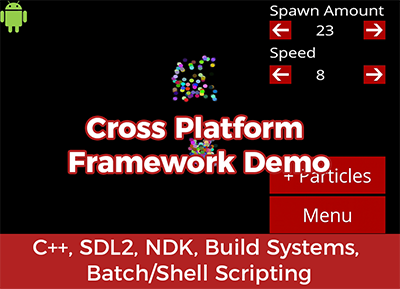 Spawn Amount
23
Speed
8
Cross Platform
Framework Demo
+ Particles
Menu
C++, SDL2, NDK, Build Systems,
Batch/Shell Scripting